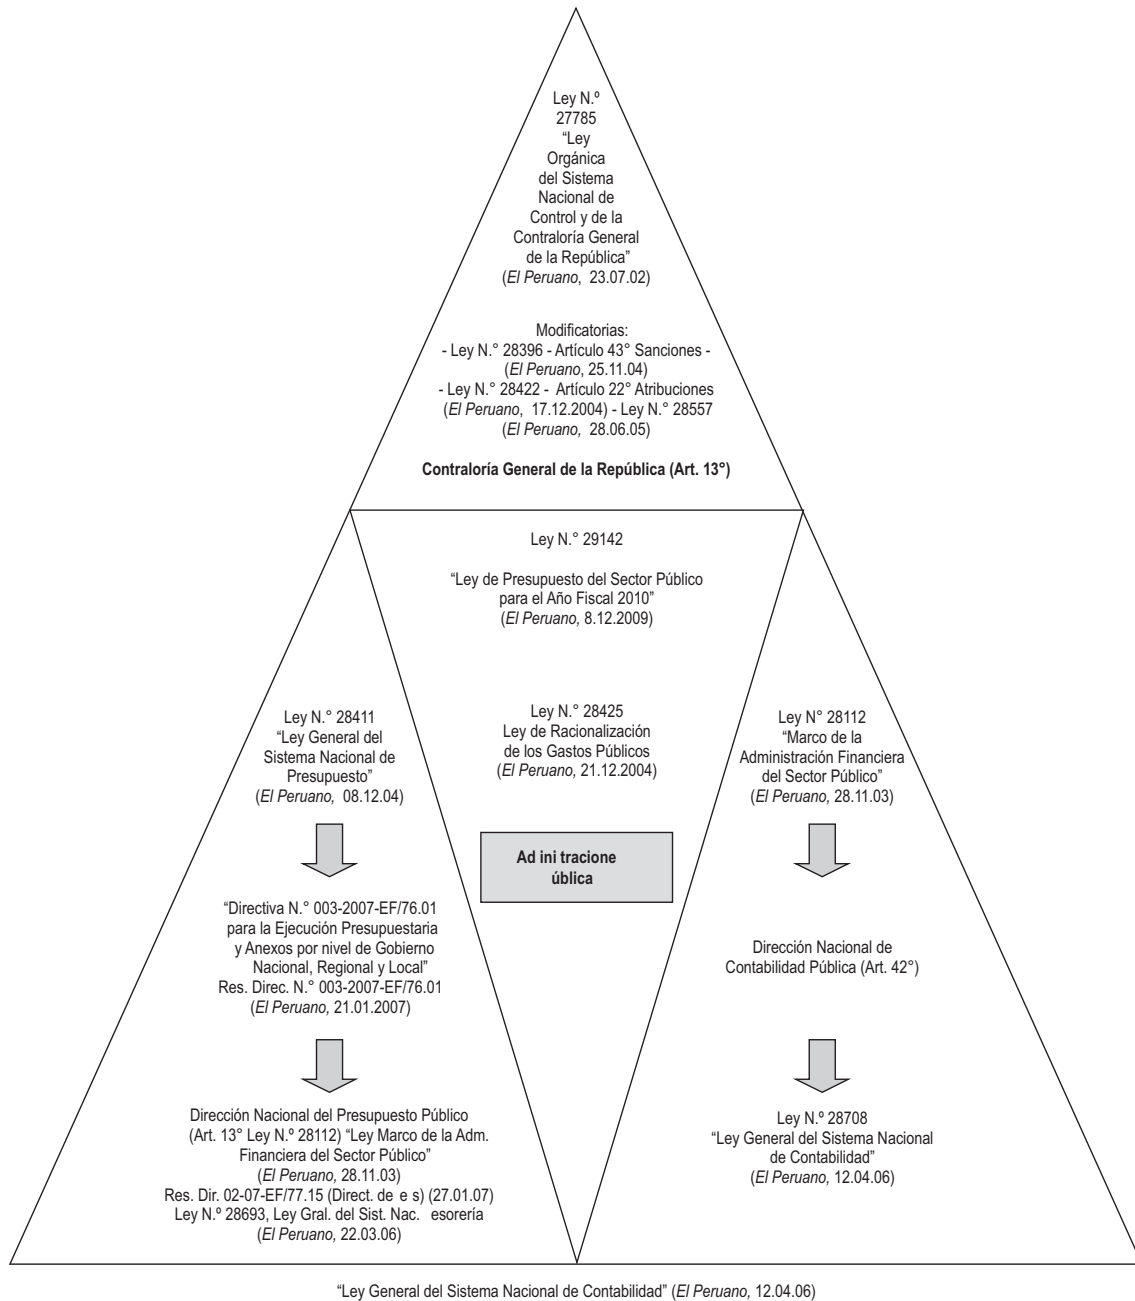 Ley N.º
27785
“Ley
Orgánica
del Sistema
Nacional de
Control y de la
Contraloría General
de la República”
(El Peruano, 23.07.02)
Modificatorias:
- Ley N.° 28396 - Artículo 43° Sanciones -
(El Peruano, 25.11.04)
- Ley N.° 28422 - Artículo 22° Atribuciones
(El Peruano, 17.12.2004) - Ley N.° 28557
(El Peruano, 28.06.05)
Contraloría General de la República (Art. 13°)
Ley N.° 29142
“Ley de Presupuesto del Sector Público
para el Año Fiscal 2010”
(El Peruano, 8.12.2009)
Ley N.° 28425
Ley de Racionalización
de los Gastos Públicos
(El Peruano, 21.12.2004)
Ad ini tracione
ública
Ley N.° 28411
“Ley General del
Sistema Nacional de
Presupuesto”
(El Peruano, 08.12.04)
“Directiva N.° 003-2007-EF/76.01
para la Ejecución Presupuestaria
y Anexos por nivel de Gobierno
Nacional, Regional y Local”
Res. Direc. N.° 003-2007-EF/76.01
(El Peruano, 21.01.2007)
Dirección Nacional del Presupuesto Público
(Art. 13° Ley N.º 28112) “Ley Marco de la Adm.
Financiera del Sector Público”
(El Peruano, 28.11.03)
Res. Dir. 02-07-EF/77.15 (Direct. de e s) (27.01.07)
Ley N.º 28693, Ley Gral. del Sist. Nac. esorería
(El Peruano, 22.03.06)
Ley N° 28112
“Marco de la
Administración Financiera
del Sector Público”
(El Peruano, 28.11.03)
Dirección Nacional de
Contabilidad Pública (Art. 42°)
Ley N.º 28708
“Ley General del Sistema Nacional
de Contabilidad”
(El Peruano, 12.04.06)
“Ley General del Sistema Nacional de Contabilidad” (El Peruano, 12.04.06)